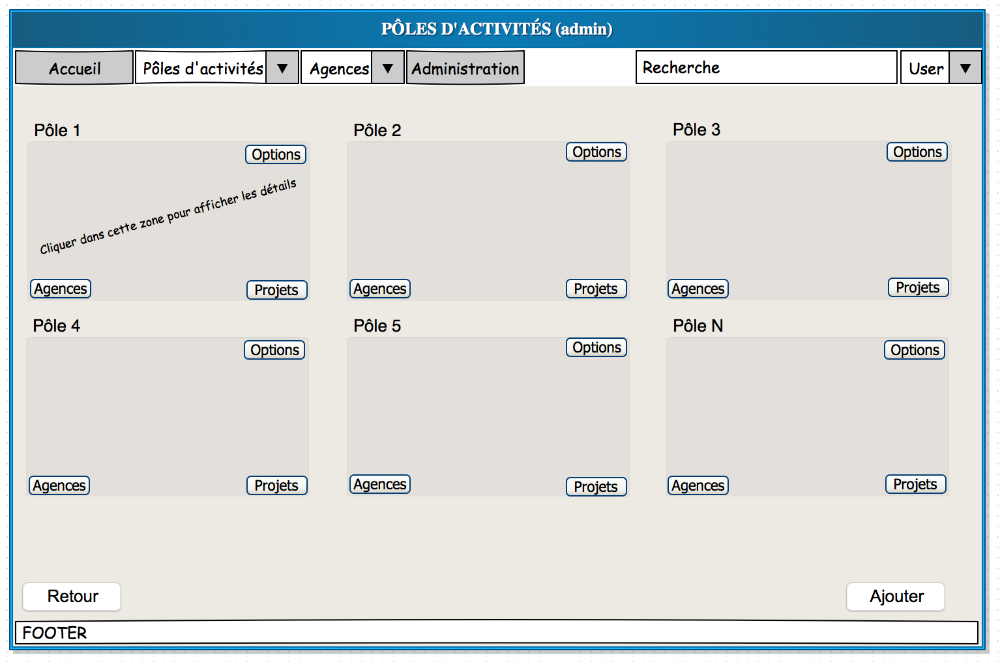 PÔLES D'ACTIVITÉS (admin)
Accueil
Pôles d'activités
Agences
Administration
Recherche
User
Pôle 1
Options
Cliquer dans cette zone pour afficher les détails
Agences
Projets
Pôle 2
Options
Agences
Projets
Pôle 3
Options
Agences
Projets
Pôle 4
Options
Agences
Projets
Pôle 5
Options
Agences
Projets
Pôle N
Options
Agences
Projets
Retour
Ajouter
FOOTER